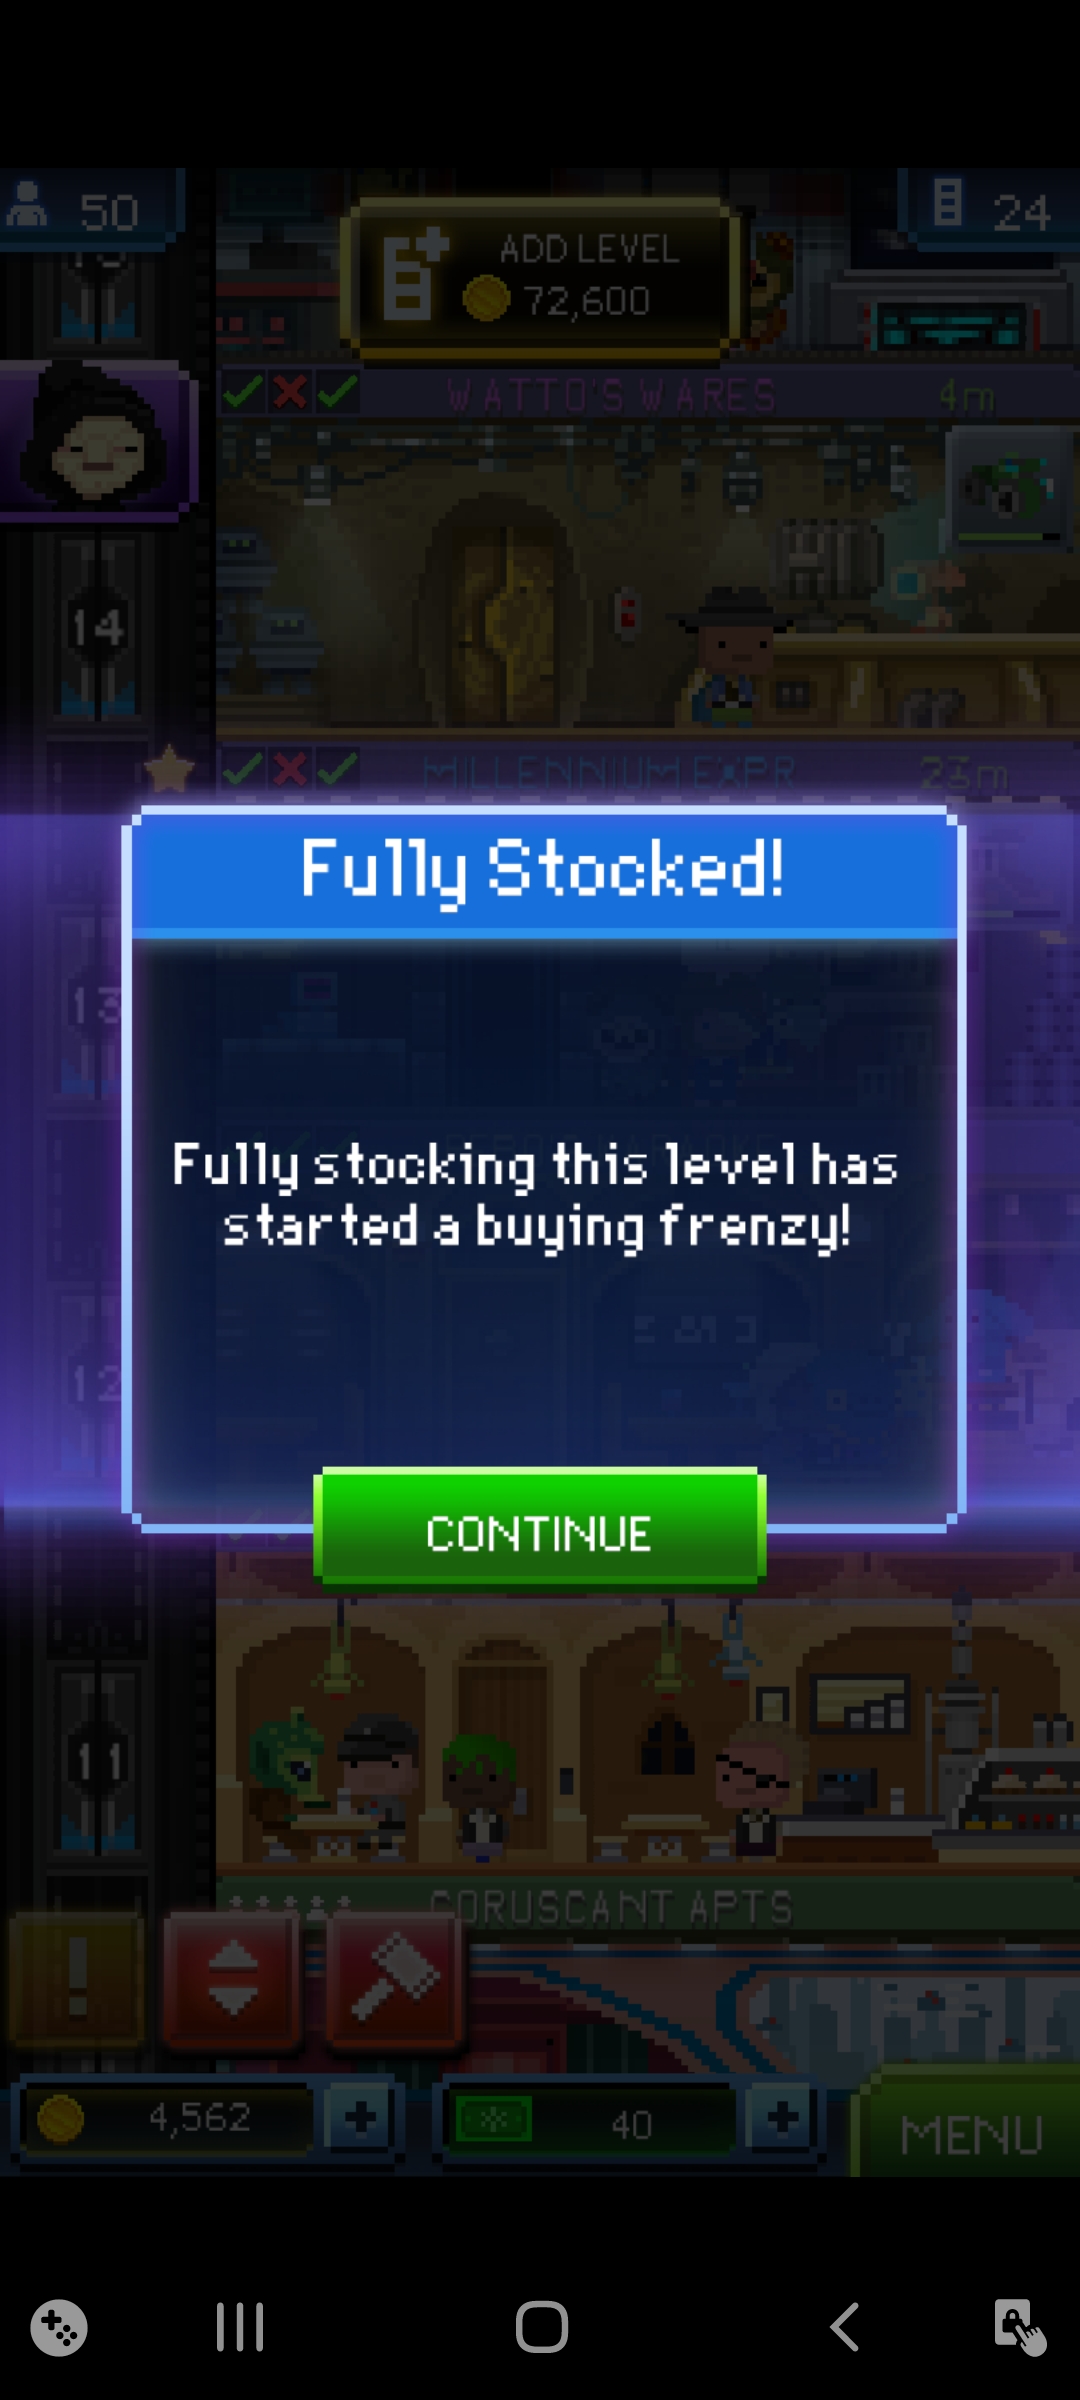 50
24
ADD LEVEL
72,600
WATTO'S WARES
4m
14
MILLENNIUM EXPR
23m
Fully Stocked!
13
Fully stocking this level has
started a buying frenzy!
12
CONTINUE
11
CORUSCANT APTS
!
4,562
40
MENU